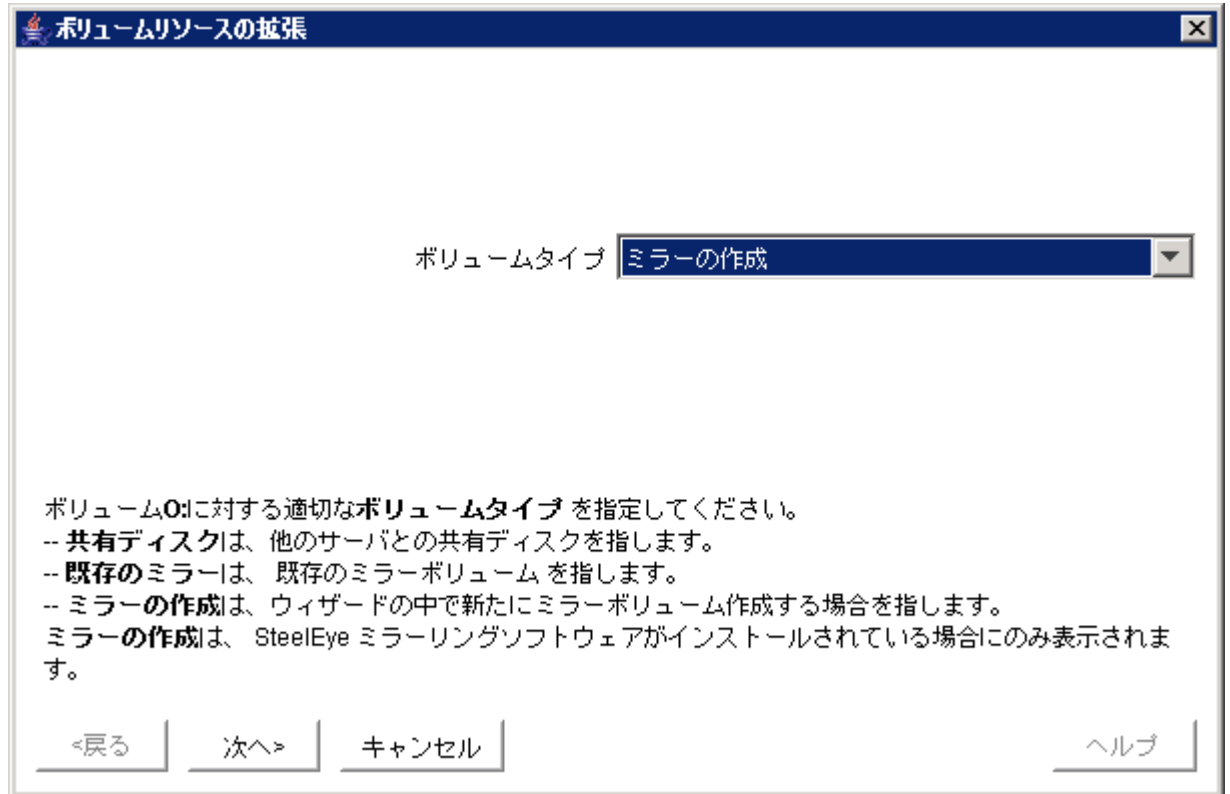 ボリュームリソースの拡張
ボリュームタイプ ミラーの作成
ボリュームO:に対する適切なボリュームタイプ を指定してください。
-- 共有ディスクは、他のサーバとの共有ディスクを指します。
-- 既存のミラーは、 既存のミラーボリューム を指します。
-- ミラーの作成は、ウィザードの中で新たにミラーボリューム作成する場合を指します。
ミラーの作成は、 SteelEye ミラーリングソフトウェアがインストールされている場合にのみ表示されま
す。
<戻る 次へ> キャンセル ヘルプ